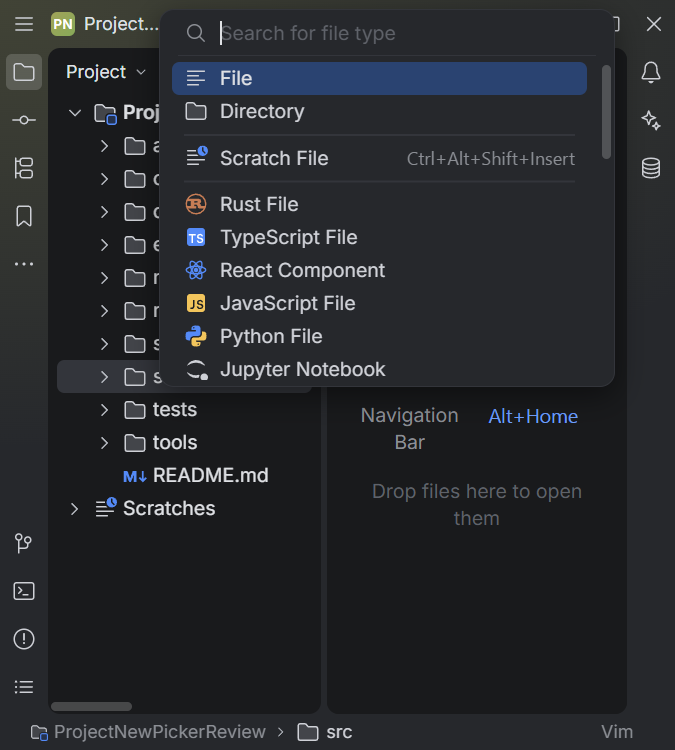 PN Project...
Search for file type
Project
File
Directory
Scratch File Ctrl+Alt+Shift+Insert
Rust File
TS TypeScript File
React Component
JS JavaScript File
Python File
Jupyter Notebook
Navigation
Bar
Alt+Home
tests
tools
Drop files here to open
them
M↓ README.md
Scratches
ProjectNewPickerReview > src
Vim